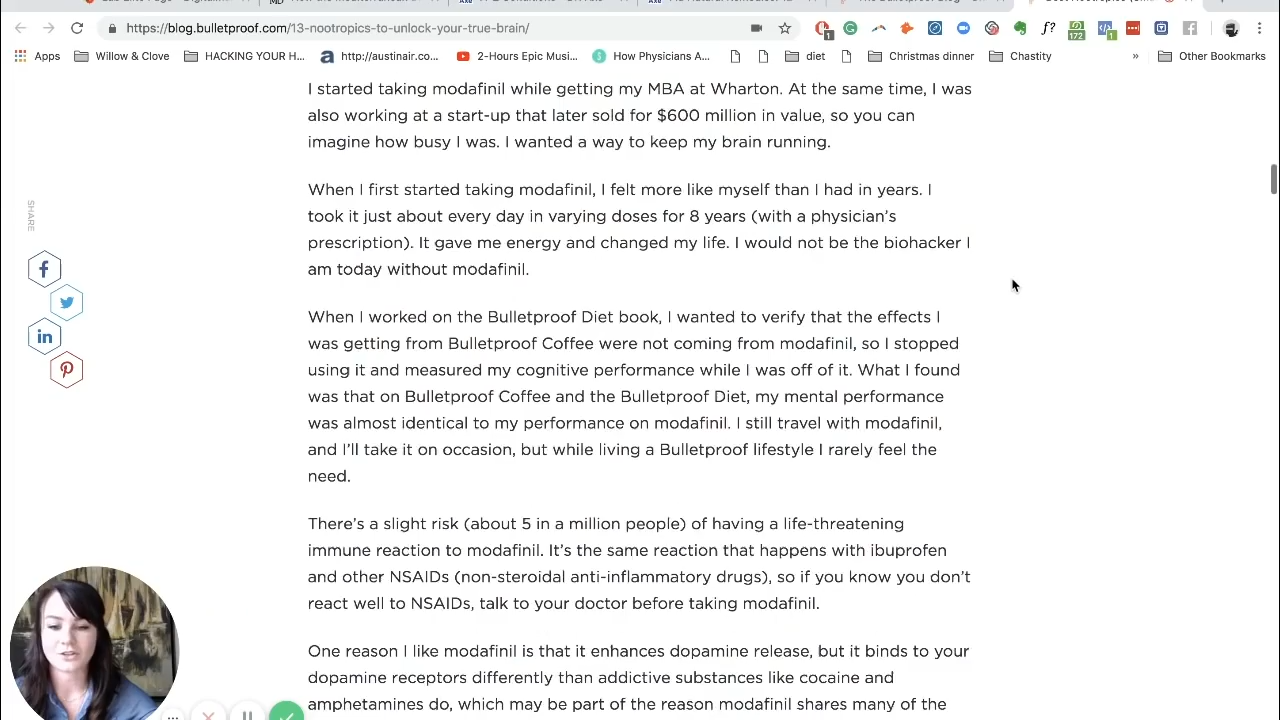 https://blog.bulletproof.com/13-nootropics-to-unlock-your-true-brain/
1
172
1
Apps Willow & Clove HACKING YOUR H... http://austinair.co... 2-Hours Epic Musi... How Physicians A... diet Christmas dinner Chastity » Other Bookmarks
I started taking modafinil while getting my MBA at Wharton. At the same time, I was
also working at a start-up that later sold for $600 million in value, so you can
imagine how busy I was. I wanted a way to keep my brain running.
When I first started taking modafinil, I felt more like myself than I had in years. I
took it just about every day in varying doses for 8 years (with a physician’s
prescription). It gave me energy and changed my life. I would not be the biohacker I
am today without modafinil.
SHARE
When I worked on the Bulletproof Diet book, I wanted to verify that the effects I
was getting from Bulletproof Coffee were not coming from modafinil, so I stopped
using it and measured my cognitive performance while I was off of it. What I found
was that on Bulletproof Coffee and the Bulletproof Diet, my mental performance
was almost identical to my performance on modafinil. I still travel with modafinil,
and I’ll take it on occasion, but while living a Bulletproof lifestyle I rarely feel the
need.
There’s a slight risk (about 5 in a million people) of having a life-threatening
immune reaction to modafinil. It’s the same reaction that happens with ibuprofen
and other NSAIDs (non-steroidal anti-inflammatory drugs), so if you know you don’t
react well to NSAIDs, talk to your doctor before taking modafinil.
One reason I like modafinil is that it enhances dopamine release, but it binds to your
dopamine receptors differently than addictive substances like cocaine and
amphetamines do, which may be part of the reason modafinil shares many of the